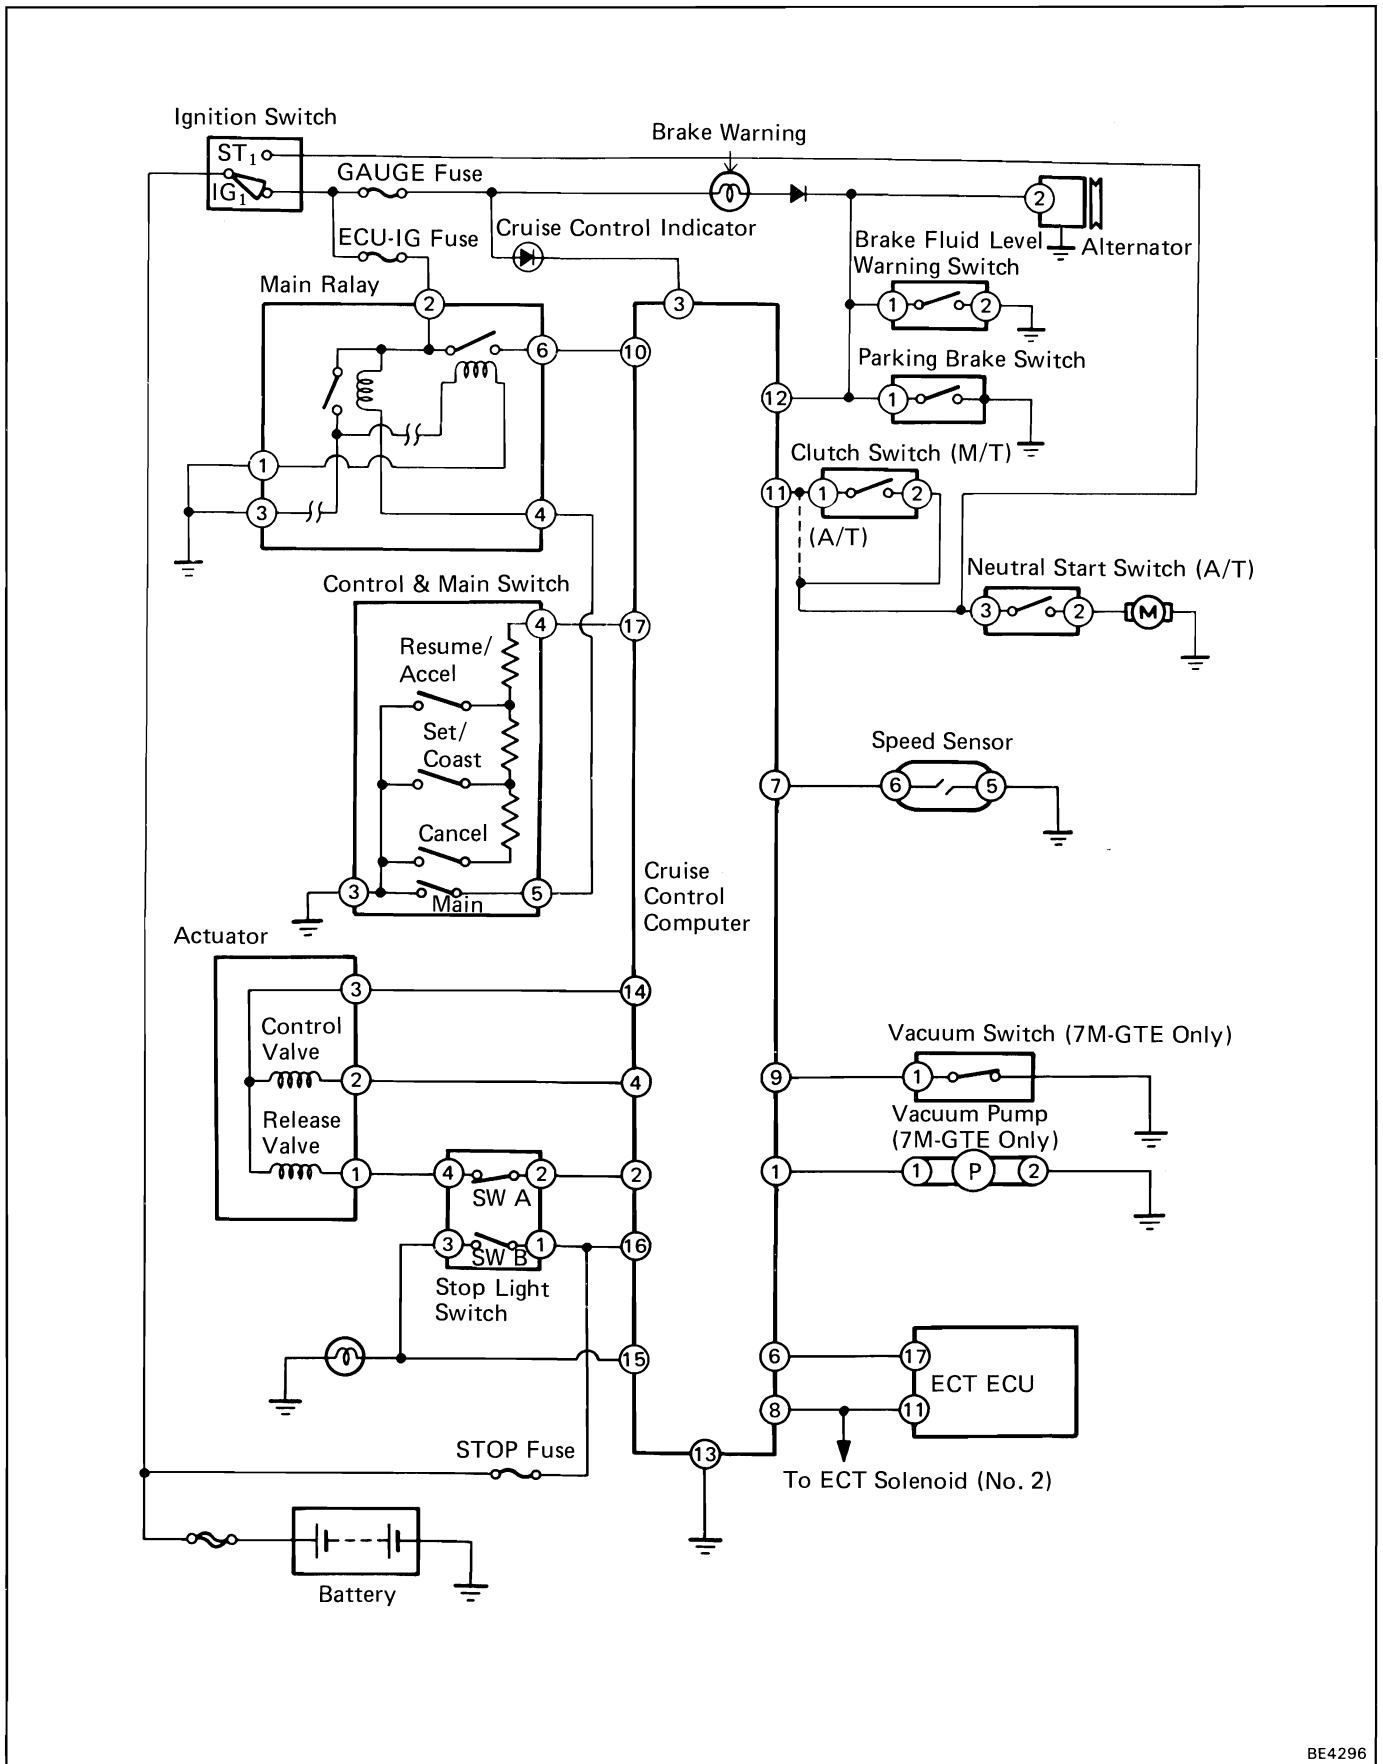 Ignition Switch
ST1
IG1
GAUGE Fuse
Brake Warning
2
Alternator
ECU-IG Fuse
Cruise Control Indicator
Brake Fluid Level
Warning Switch
1
2
Main Ralay
2
3
6
10
Parking Brake Switch
12
1
1
3
4
Clutch Switch (M/T)
11
1
2
(A/T)
Neutral Start Switch (A/T)
3
2
M
Control & Main Switch
4
17
Resume/
Accel
Set/
Coast
Cancel
3
Main
5
Speed Sensor
7
6
5
Cruise
Control
Computer
Actuator
3
14
Control
Valve
2
4
Release
Valve
1
4
2
2
SW A
3
1
16
SW B
Stop Light
Switch
15
Vacuum Switch (7M-GTE Only)
9
1
Vacuum Pump
(7M-GTE Only)
1
1
P
2
6
17
ECT ECU
8
11
13
To ECT Solenoid (No. 2)
STOP Fuse
Battery
BE4296